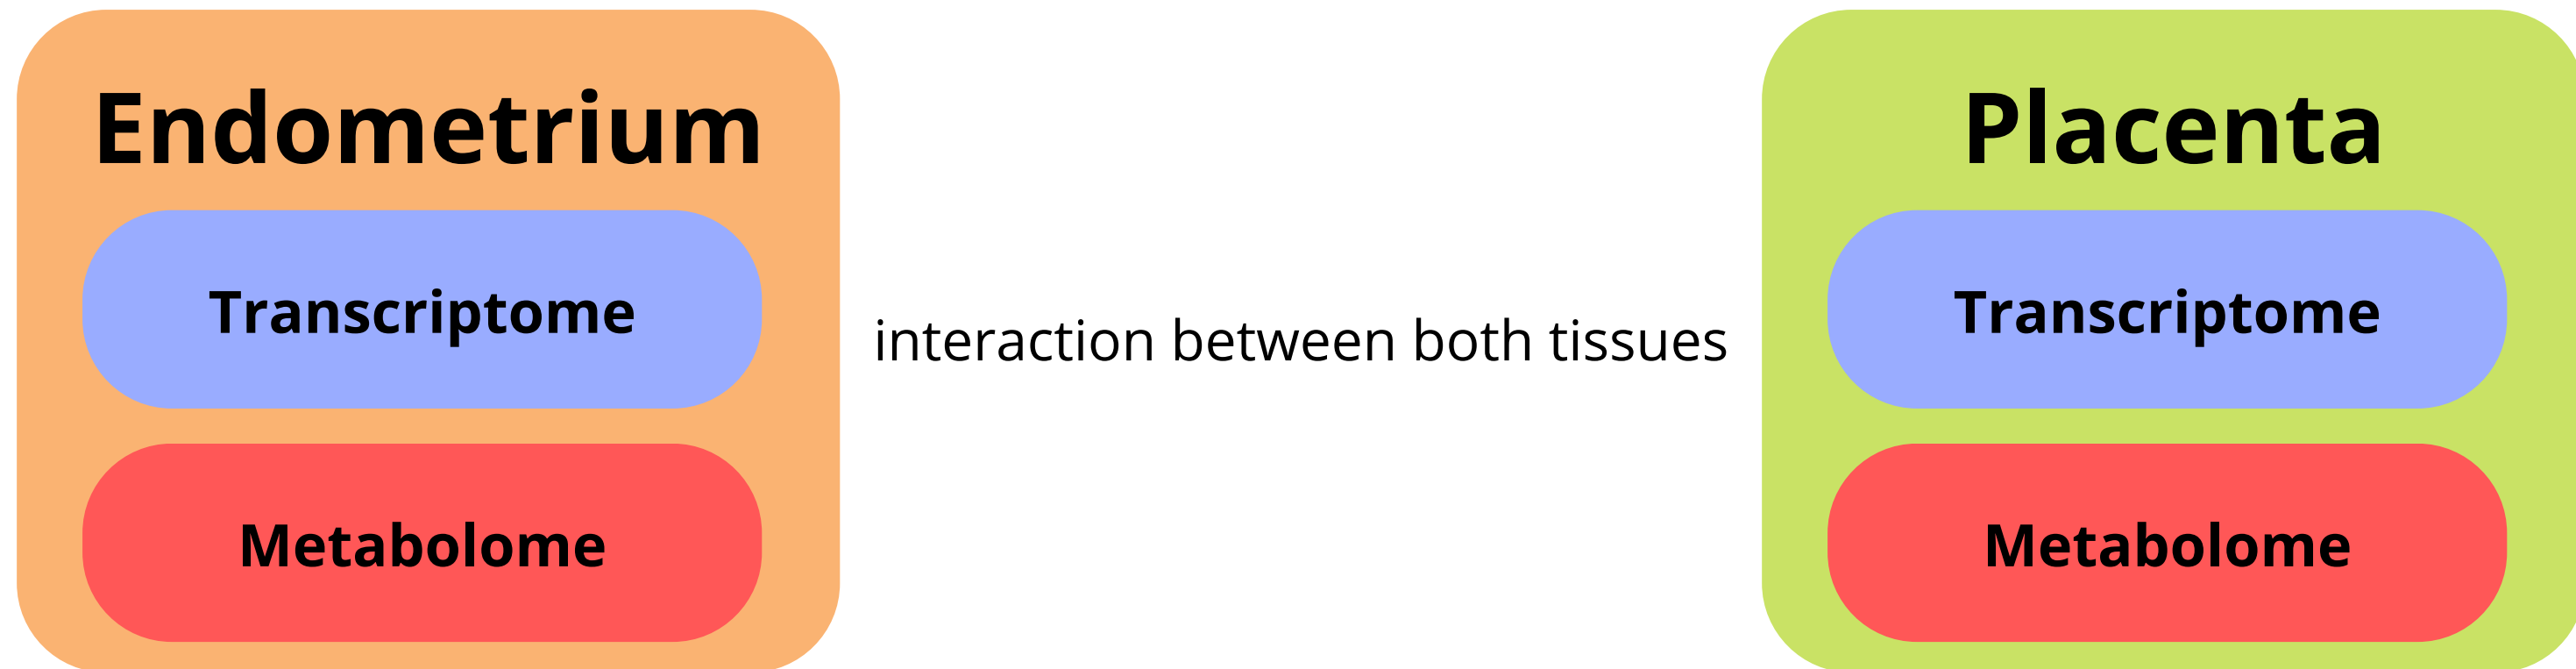 Endometrium
Transcriptome
Metabolome
interaction between both tissues
Placenta
Transcriptome
Metabolome